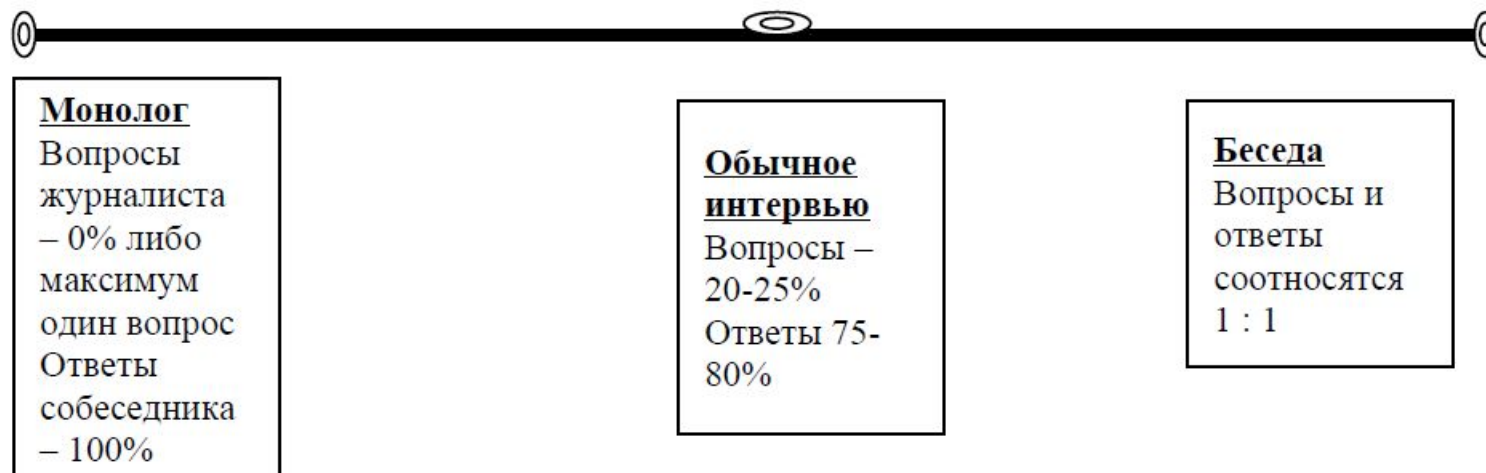 Монолог
Вопросы
журналиста
– 0% либо
максимум
один вопрос
Ответы
собеседника
– 100%
Обычное
интервью
Вопросы –
20-25%
Ответы 75-
80%
Беседа
Вопросы и
ответы
соотносятся
1 : 1